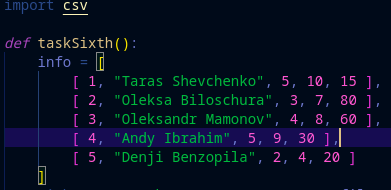 import csv
def taskSixth():
info = [
[ 1, "Taras Shevchenko", 5, 10, 15 ],
[ 2, "Oleksa Biloschura", 3, 7, 80 ],
[ 3, "Oleksandr Mamonov", 4, 8, 60 ],
[ 4, "Andy Ibrahim", 5, 9, 30 ],
[ 5, "Denji Benzopila", 2, 4, 20 ]
]